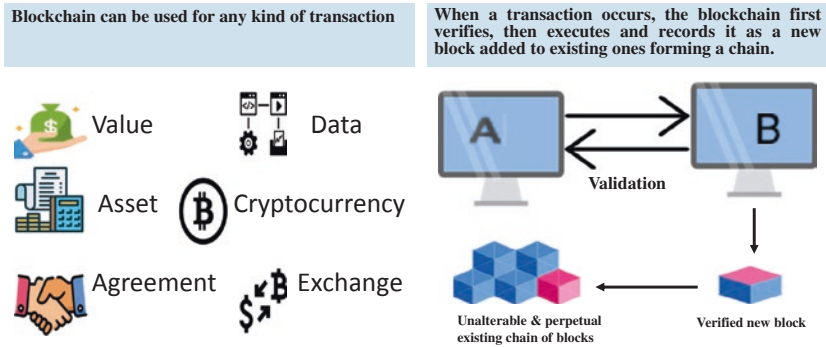 Blockchain can be used for any kind of transaction
Value
Data
Asset
Cryptocurrency
Agreement
Exchange
When a transaction occurs, the blockchain first
verifies, then executes and records it as a new
block added to existing ones forming a chain.
A
B
Validation
Unalterable & perpetual
existing chain of blocks
Verified new block